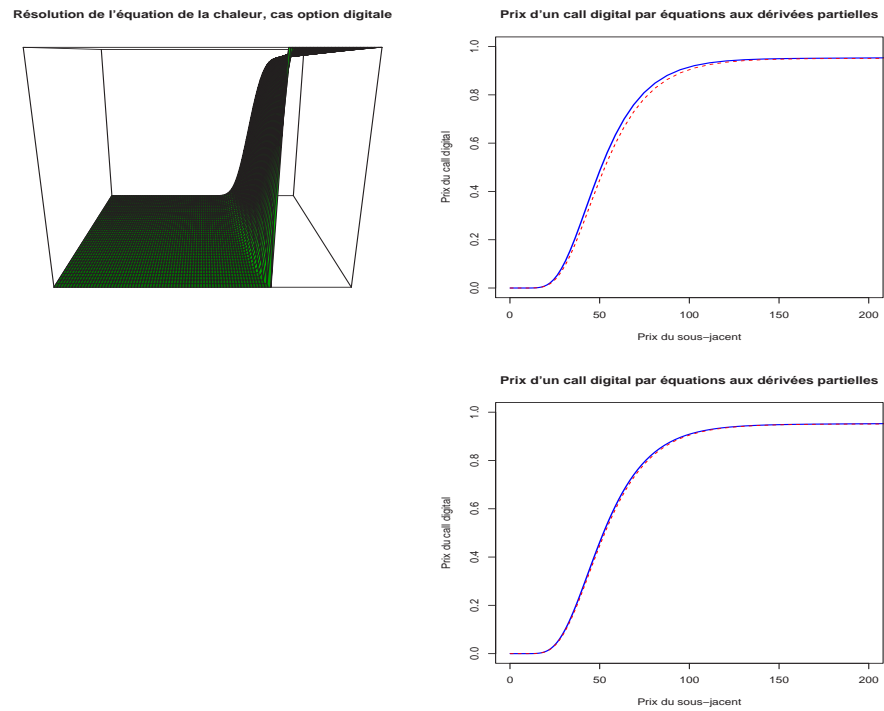 Résolution de l'équation de la chaleur, cas option digitale
Prix d'un call digital par équations aux dérivées partielles
Prix du call digital
1.0
0.8
0.6
0.4
0.2
0.0
0 50 100 150 200
Prix du sous−jacent
Prix d'un call digital par équations aux dérivées partielles
Prix du call digital
1.0
0.8
0.6
0.4
0.2
0.0
0 50 100 150 200
Prix du sous−jacent